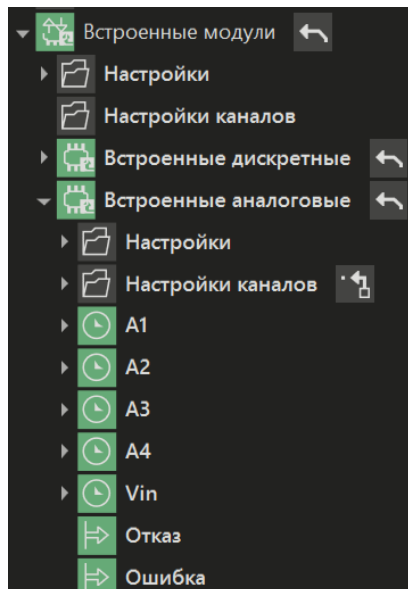 Встроенные модули
Настройки
Настройки каналов
Встроенные дискретные
Встроенные аналоговые
Настройки
Настройки каналов
A1
A2
A3
A4
Vin
Отказ
Ошибка